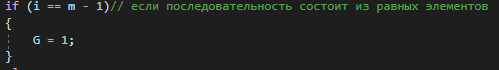 if (i == m - 1)// если последовательность состоит из равных элементов
{
G = 1;
}